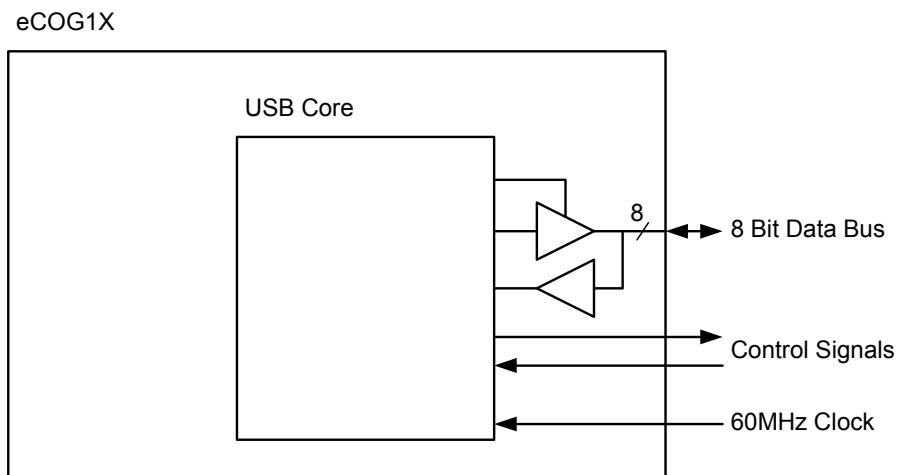 eCOG1X
USB Core
8
8 Bit Data Bus
Control Signals
60MHz Clock